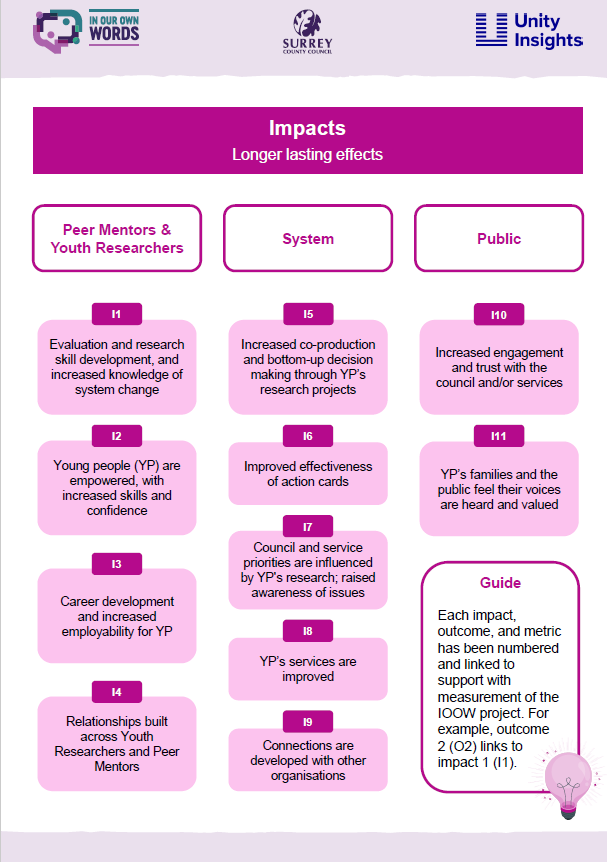 IN OUR OWN
WORDS
SURREY
COUNTY COUNCIL
Unity
Insights
Impacts
Longer lasting effects
Peer Mentors &
Youth Researchers
I1
Evaluation and research
skill development, and
increased knowledge of
system change
I2
Young people (YP) are
empowered, with
increased skills and
confidence
I3
Career development
and increased
employability for YP
I4
Relationships built
across Youth
Researchers and Peer
Mentors
System
I5
Increased co-production
and bottom-up decision
making through YP's
research projects
I6
Improved effectiveness
of action cards
I7
Council and service
priorities are influenced
by YP's research; raised
awareness of issues
I8
YP's services are
improved
I9
Connections are
developed with other
organisations
Public
I10
Increased engagement
and trust with the
council and/or services
I11
YP's families and the
public feel their voices
are heard and valued
Guide
Each impact,
outcome, and metric
has been numbered
and linked to
support with
measurement of the
IOOW project. For
example, outcome
2 (O2) links to
impact 1 (I1).